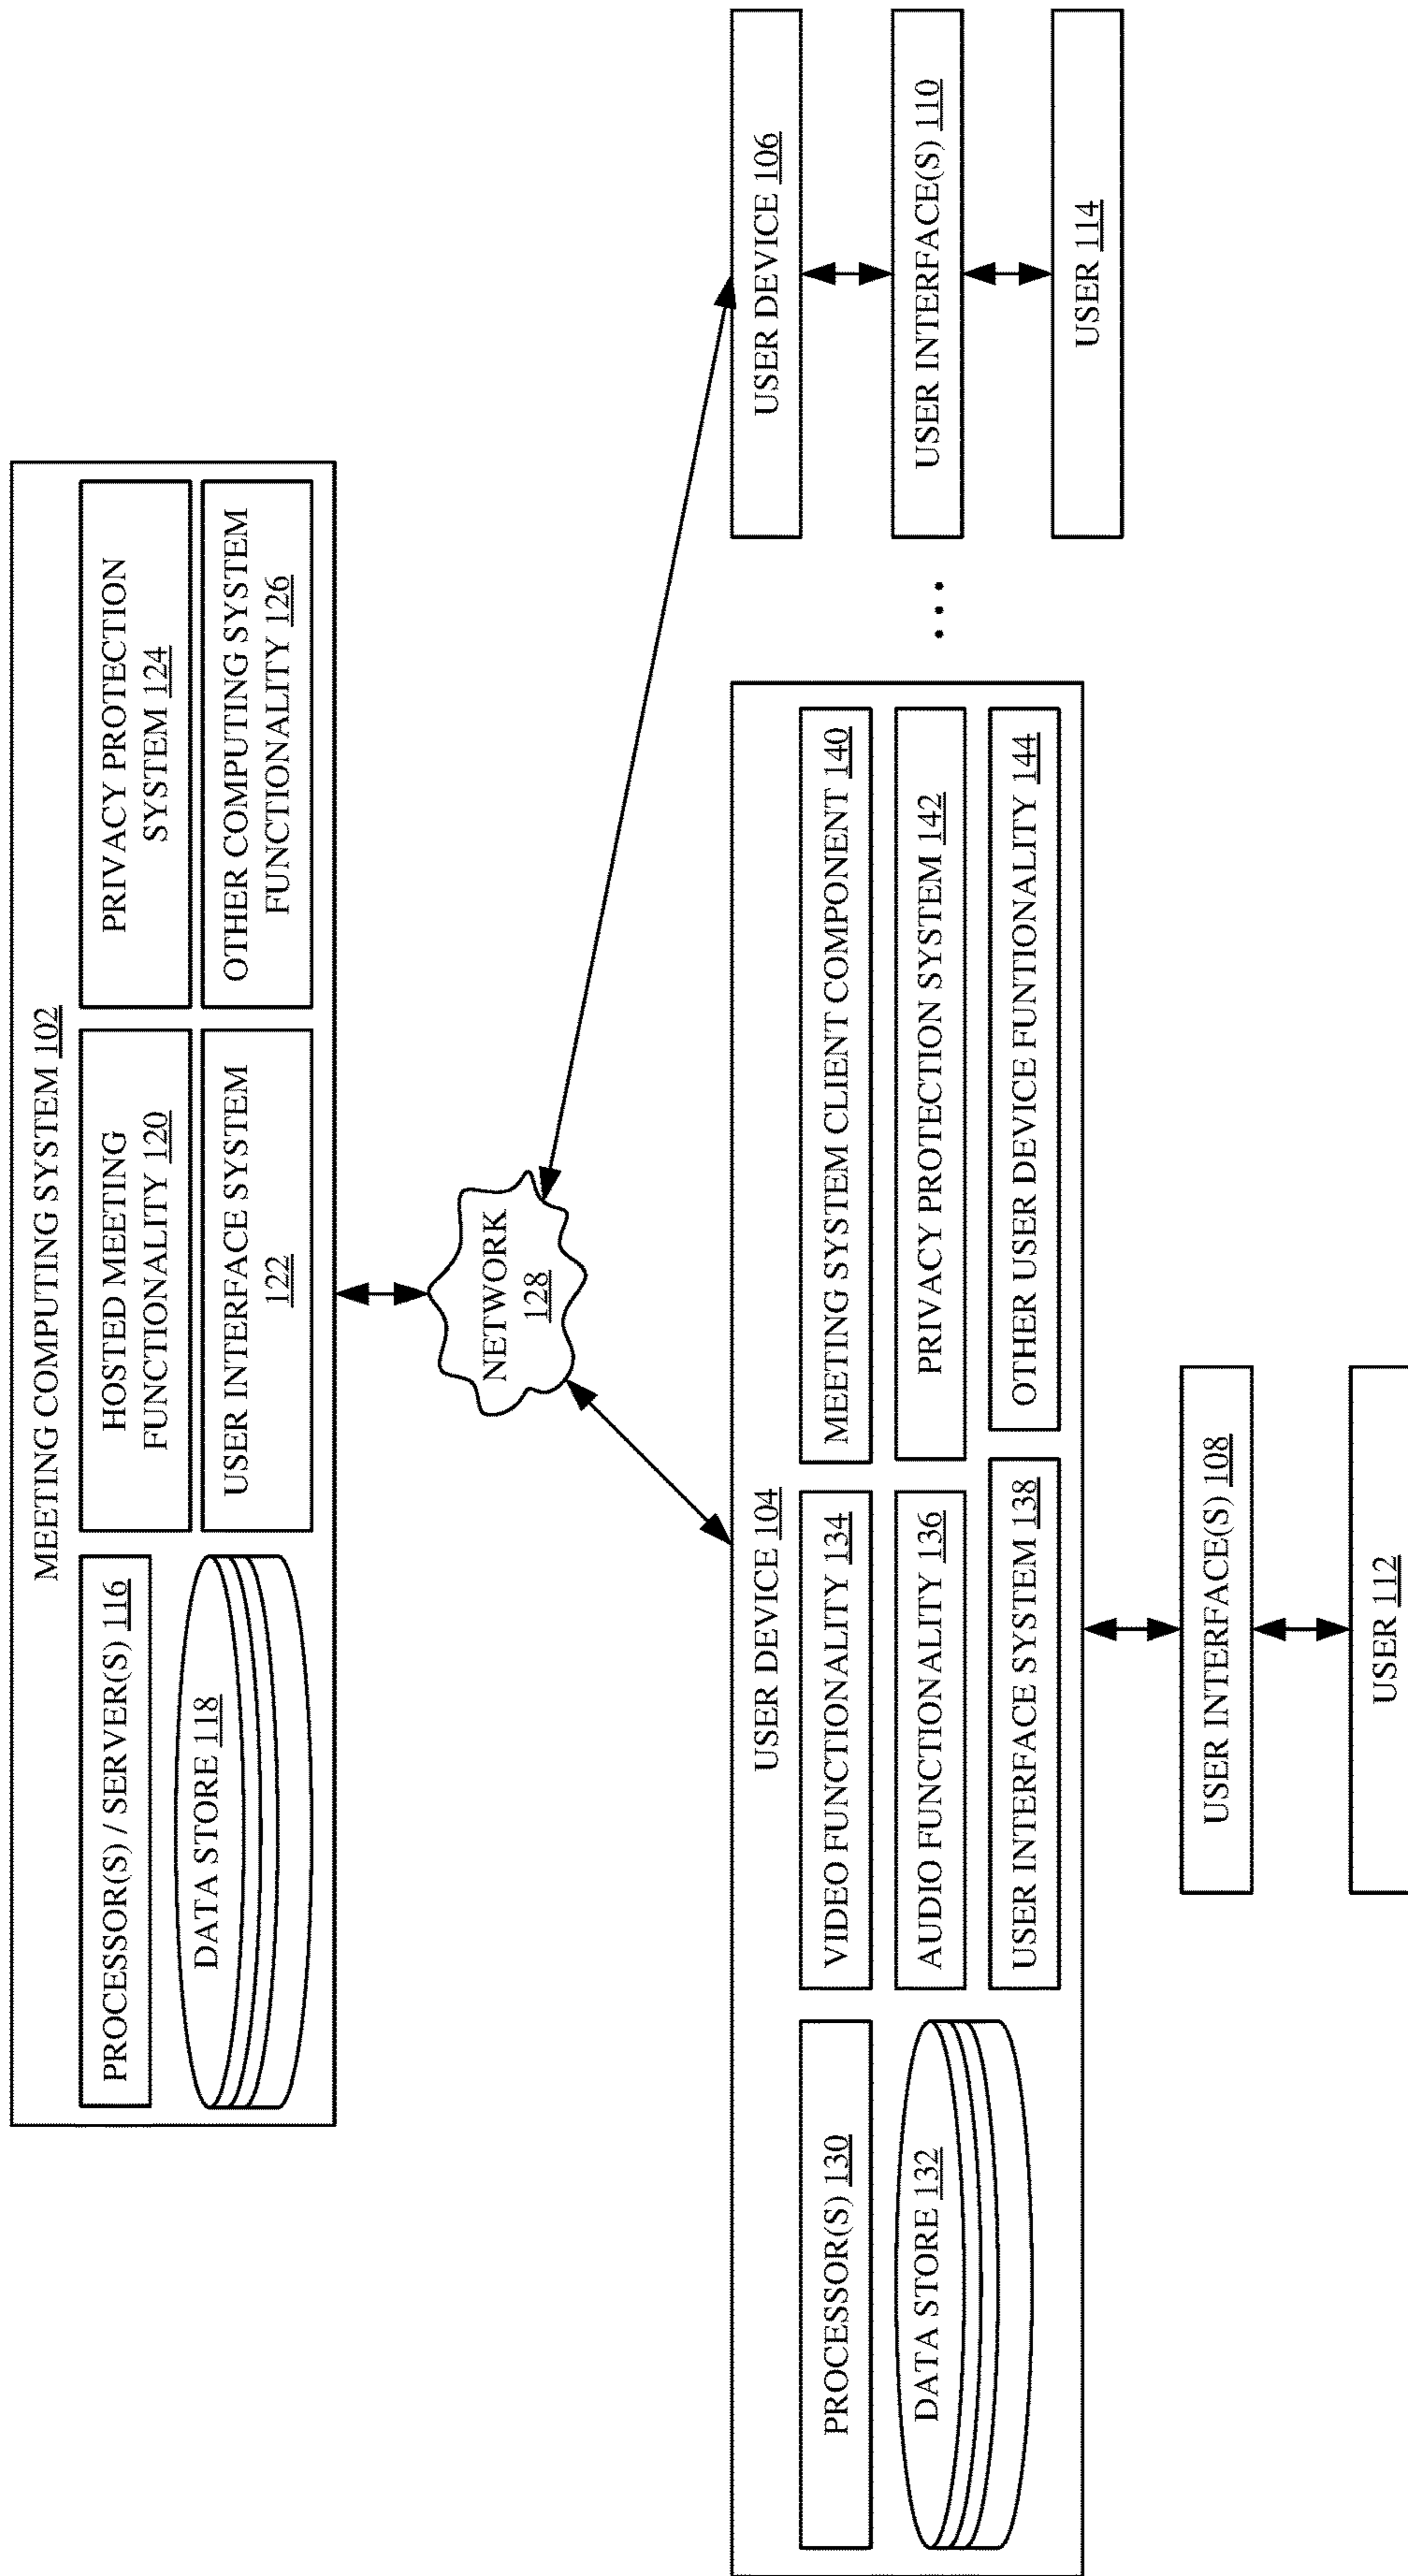 MEETING COMPUTING SYSTEM 102
PROCESSOR(S) / SERVER(S) 116
DATA STORE 118
HOSTED MEETING
FUNCTIONALITY 120
USER INTERFACE SYSTEM
122
PRIVACY PROTECTION
SYSTEM 124
OTHER COMPUTING SYSTEM
FUNCTIONALITY 126
NETWORK
128
USER DEVICE 104
PROCESSOR(S) 130
DATA STORE 132
VIDEO FUNCTIONALITY 134
AUDIO FUNCTIONALITY 136
USER INTERFACE SYSTEM 138
MEETING SYSTEM CLIENT COMPONENT 140
PRIVACY PROTECTION SYSTEM 142
OTHER USER DEVICE FUNTIONALITY 144
...
USER DEVICE 106
USER INTERFACE(S) 110
USER 114
USER INTERFACE(S) 108
USER 112